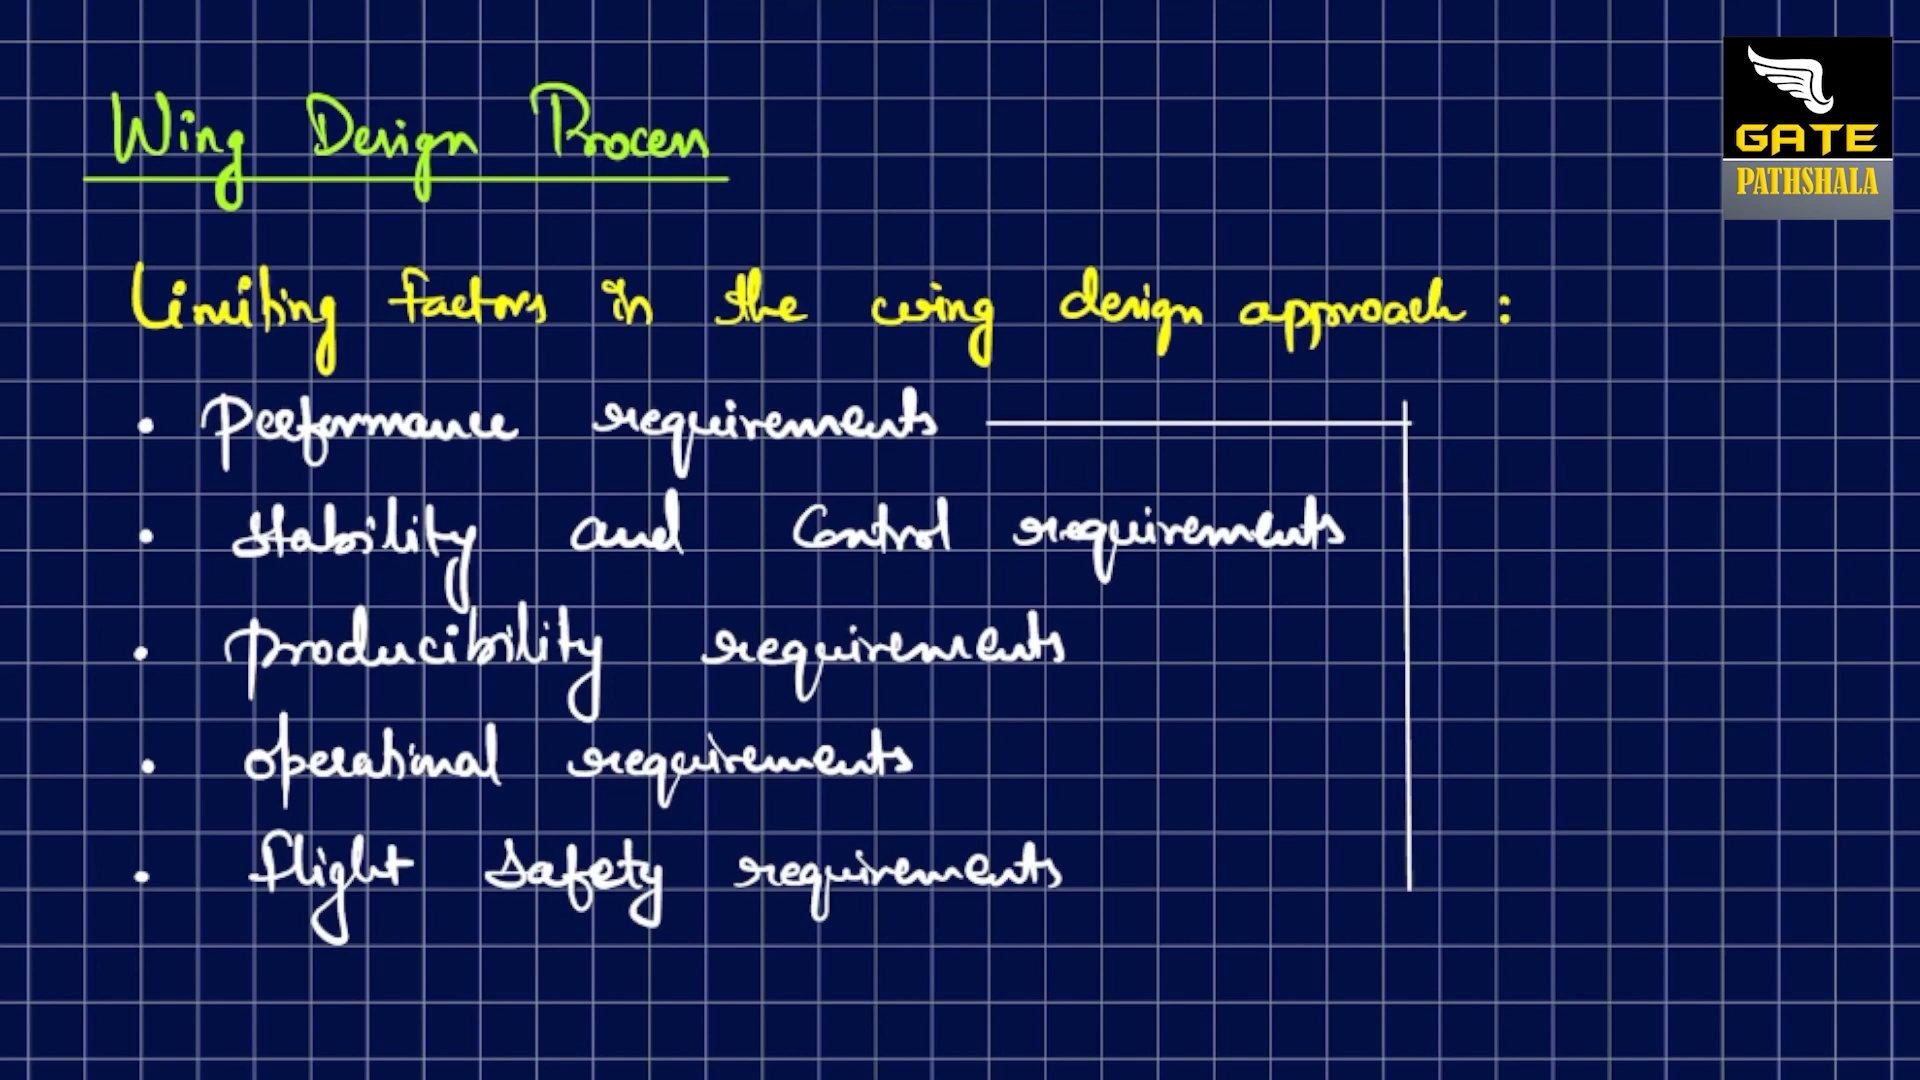 Wing Design Process
Limiting factors in the wing design approach :
• Performance requirements
• Stability and Control requirements
• Producibility requirements
• Operational requirements
• Flight Safety requirements
GATE
PATHSHALA